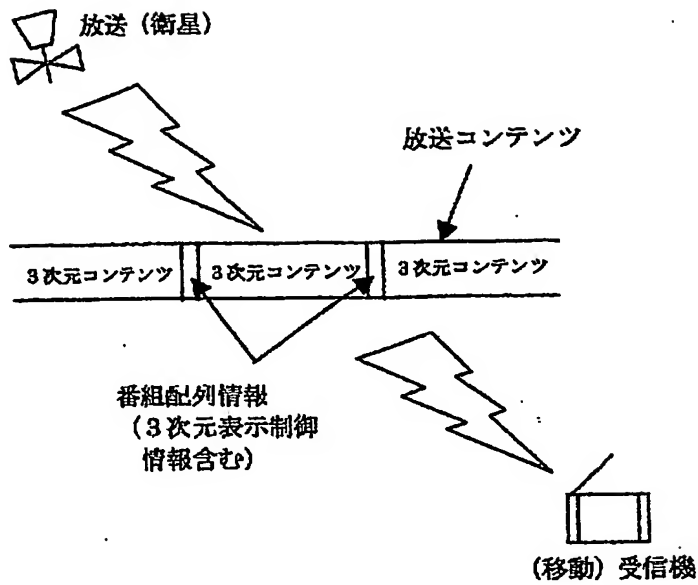 放送（衛星）
放送コンテンツ
３次元コンテンツ
３次元コンテンツ
３次元コンテンツ
番組配列情報
（３次元表示制御
情報含む）
（移動）受信機